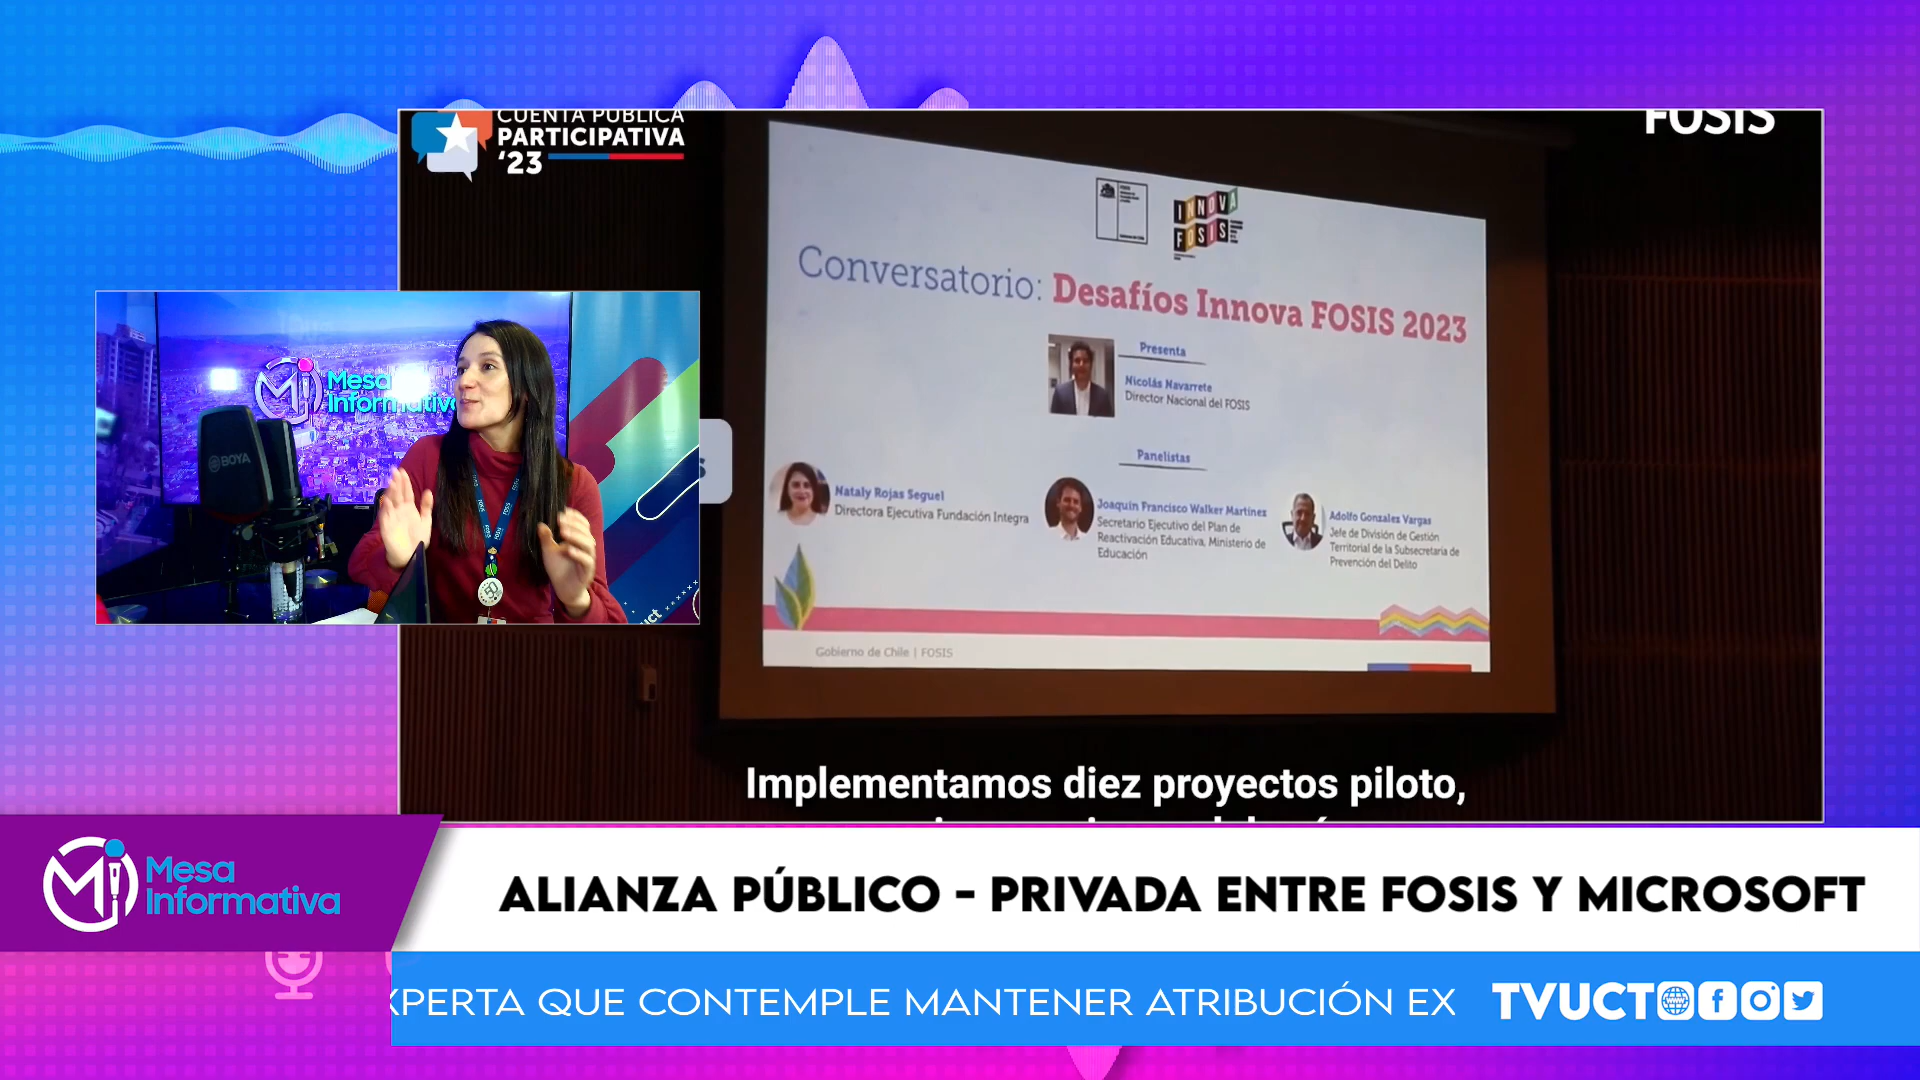 CUENTA PÚBLICA
PARTICIPATIVA
'23
FOSIS
INNOVA
FOSIS
Conversatorio: Desafíos Innova FOSIS 2023
Presenta
Nicolás Navarrete
Director Nacional del FOSIS
Panelistas
Nataly Rojas Seguel
Directora Ejecutiva Fundación Integra
Joaquín Francisco Walker Martínez
Secretario Ejecutivo del Plan de
Reactivación Educativa, Ministerio de
Educación
Adolfo Gonzalez Vargas
Jefe de División de Gestión
Territorial de la Subsecretaría de
Prevención del Delito
Gobierno de Chile | FOSIS
Mesa
Informativa
BOYA
Implementamos diez proyectos piloto,
Mesa
Informativa
ALIANZA PÚBLICO - PRIVADA ENTRE FOSIS Y MICROSOFT
XPERTA QUE CONTEMPLE MANTENER ATRIBUCIÓN EX
TVUCT